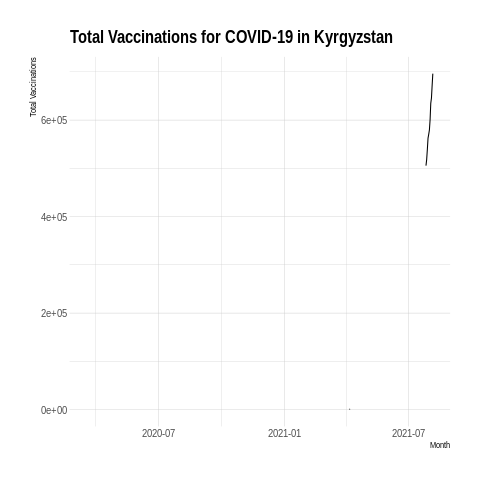 Total Vaccinations for COVID-19 in Kyrgyzstan
Total Vaccinations
6e+05
4e+05
2e+05
0e+00
2020-07
2021-01
2021-07
Month